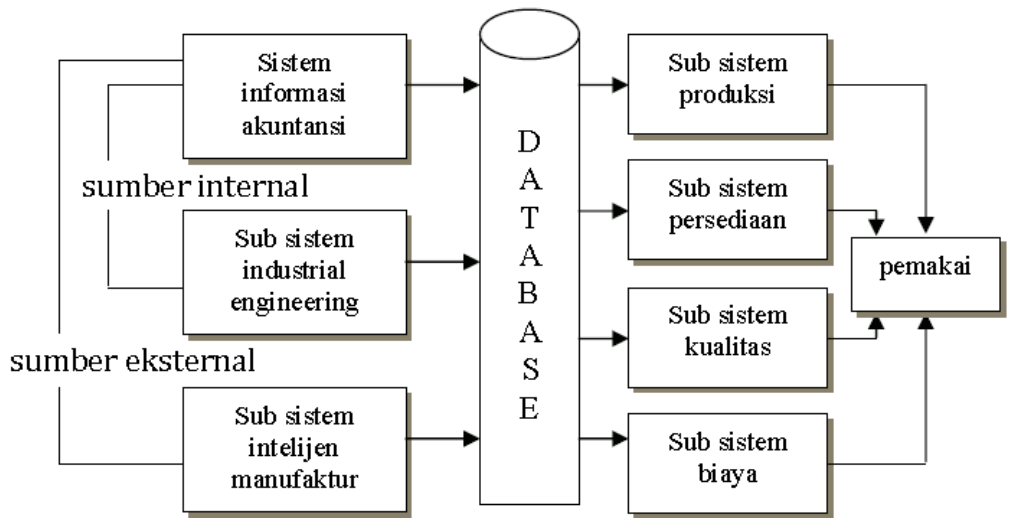 Sistem
informasi
akuntansi
sumber internal
Sub sistem
industrial
engineering
sumber eksternal
Sub sistem
intelijen
manufaktur
DATABASE
Sub sistem
produksi
Sub sistem
persediaan
Sub sistem
kualitas
Sub sistem
biaya
pemakai